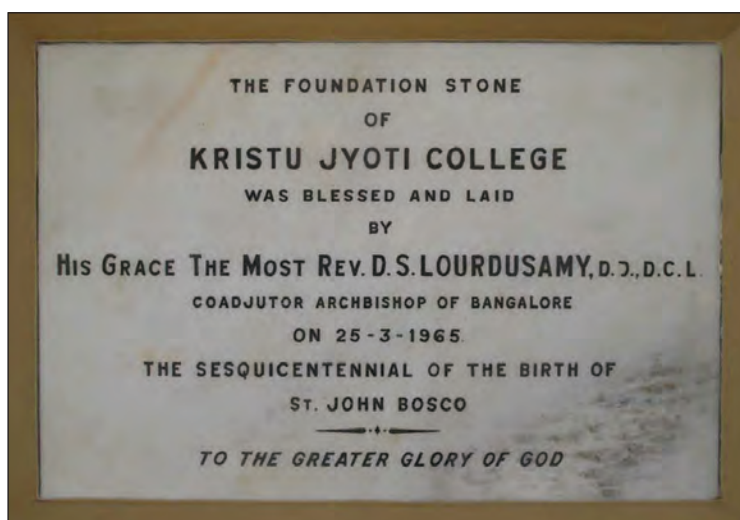 THE FOUNDATION STONE
OF
KRISTU JYOTI COLLEGE
WAS BLESSED AND LAID
BY
HIS GRACE THE MOST REV. D.S. LOURDUSAMY, D.D., D.C.L.
COADJUTOR ARCHBISHOP OF BANGALORE
ON 25-3-1965
THE SESQUICENTENNIAL OF THE BIRTH OF
ST. JOHN BOSCO
TO THE GREATER GLORY OF GOD